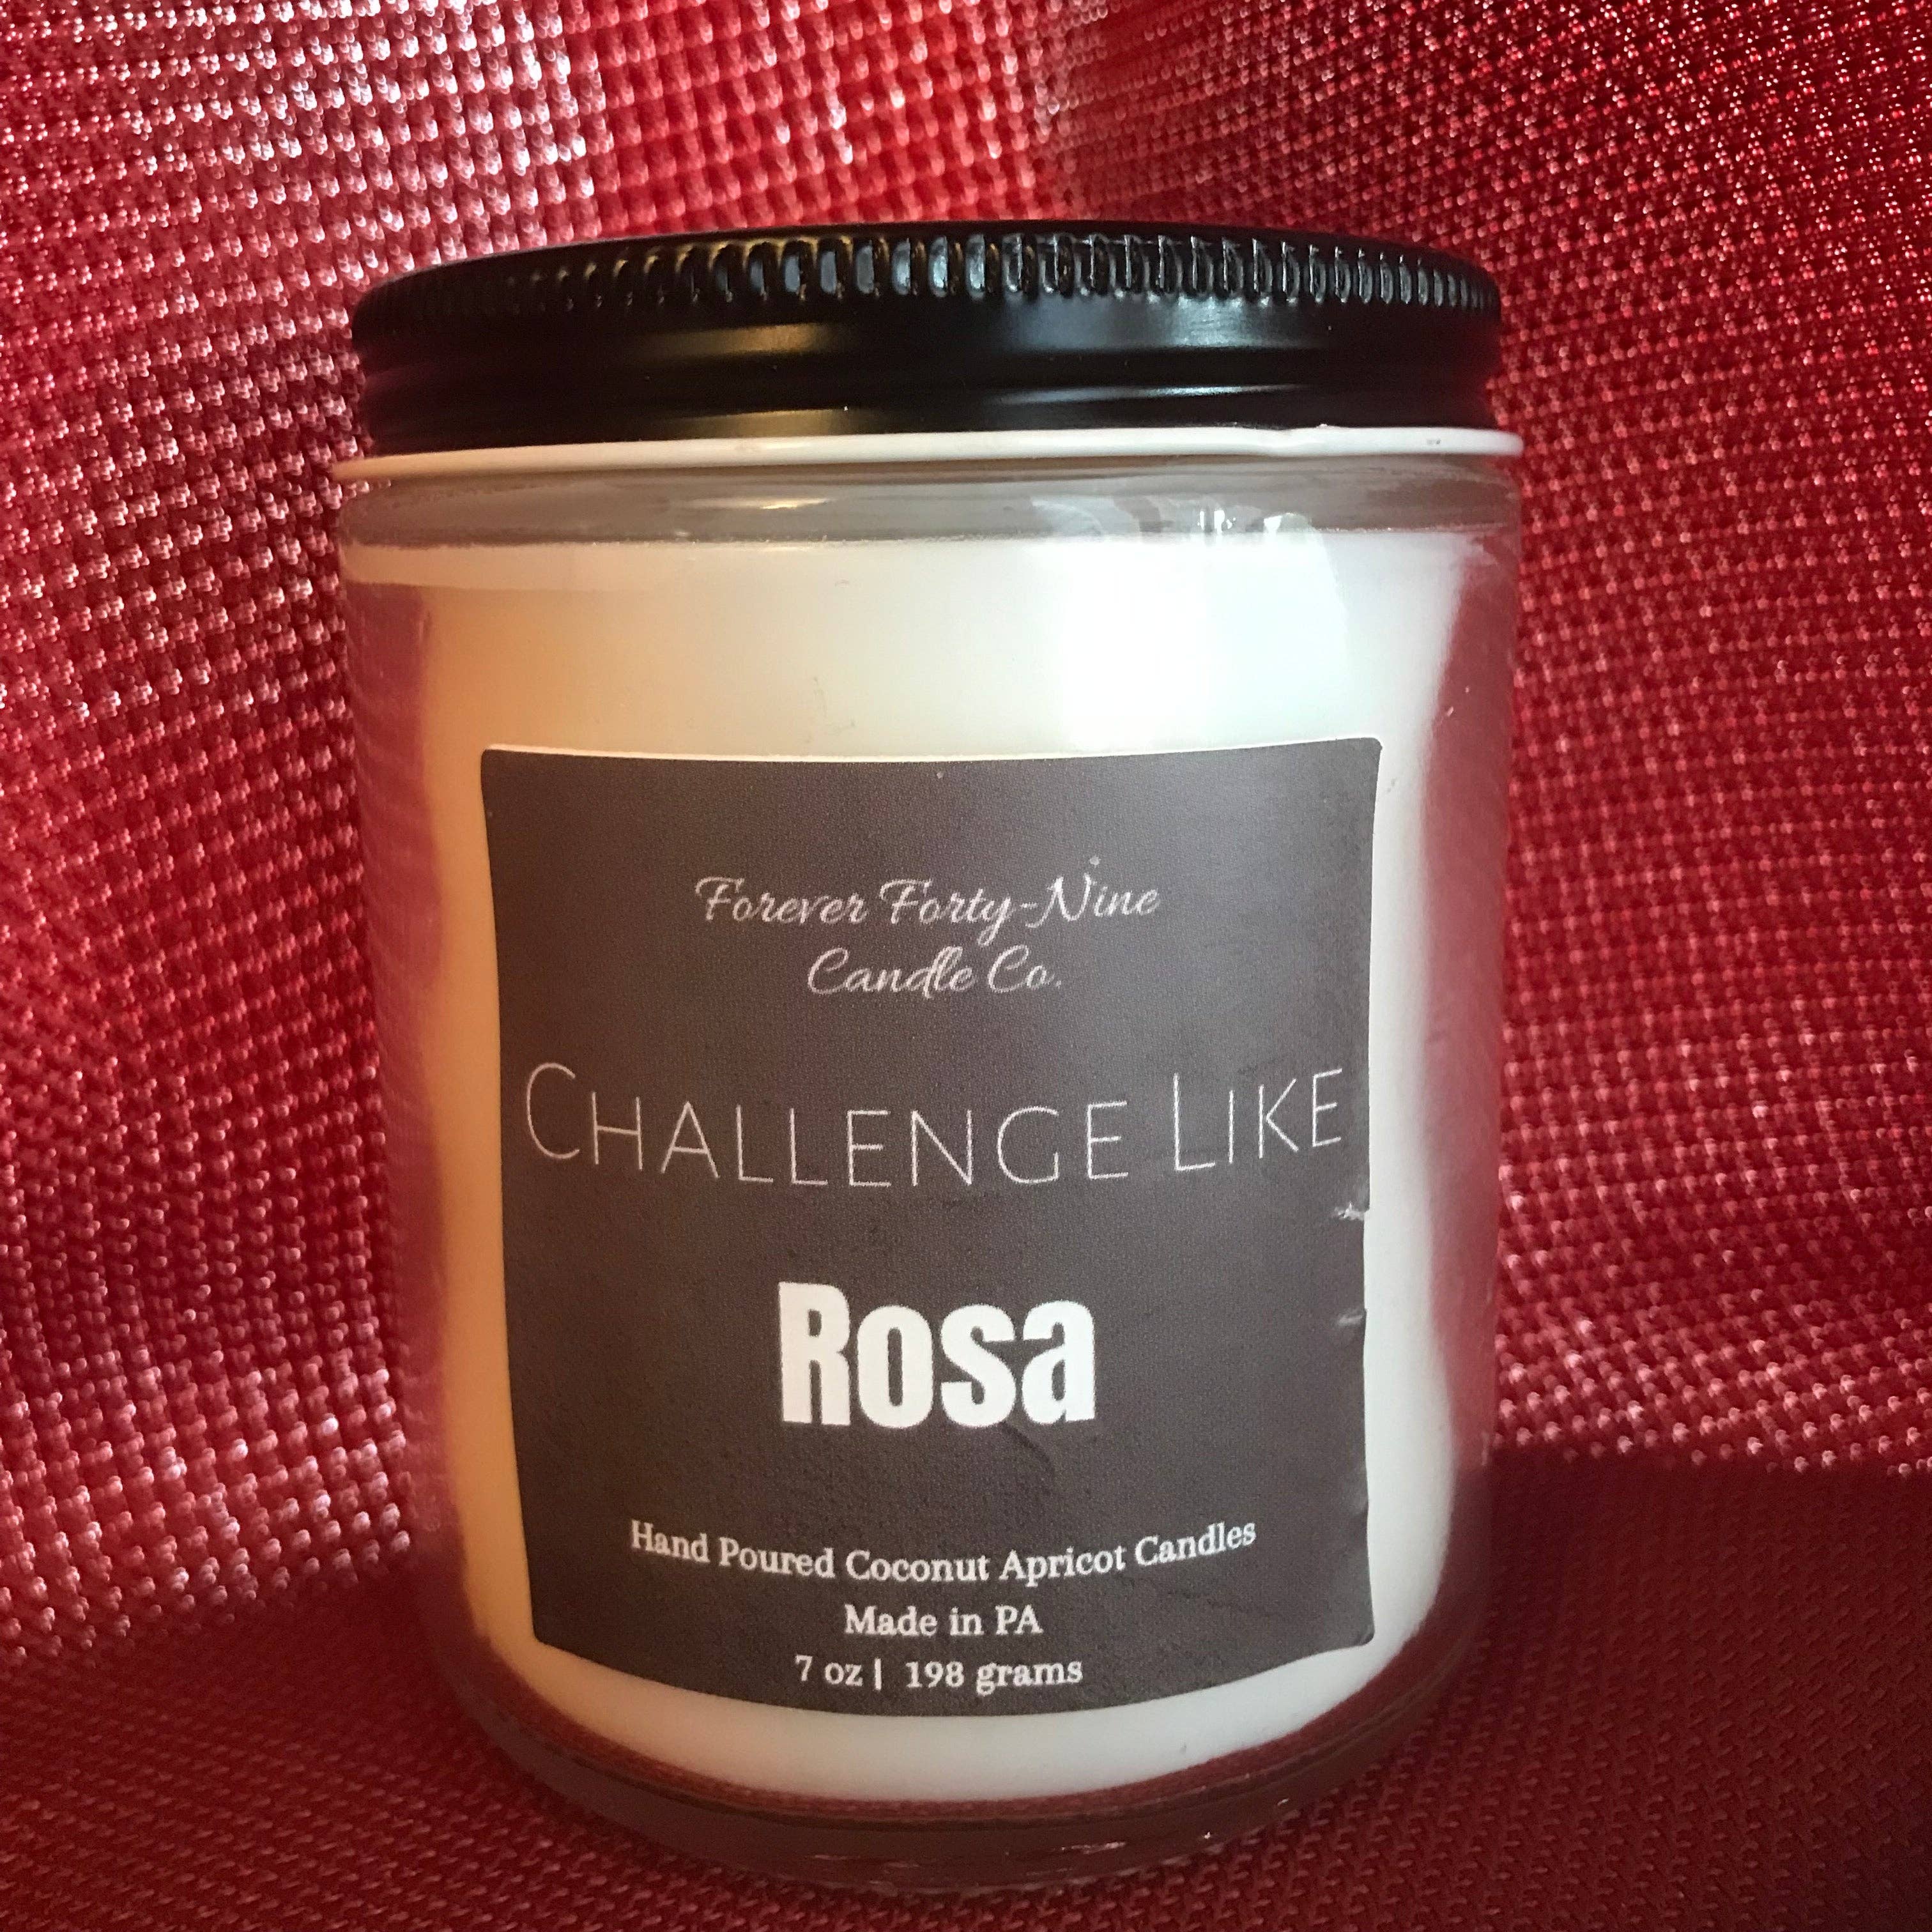 Forever Forty-Nine
Candle Co.
CHALLENGE LIKE
Rosa
Hand Poured Coconut Apricot Candles
Made in PA
7 oz | 198 grams